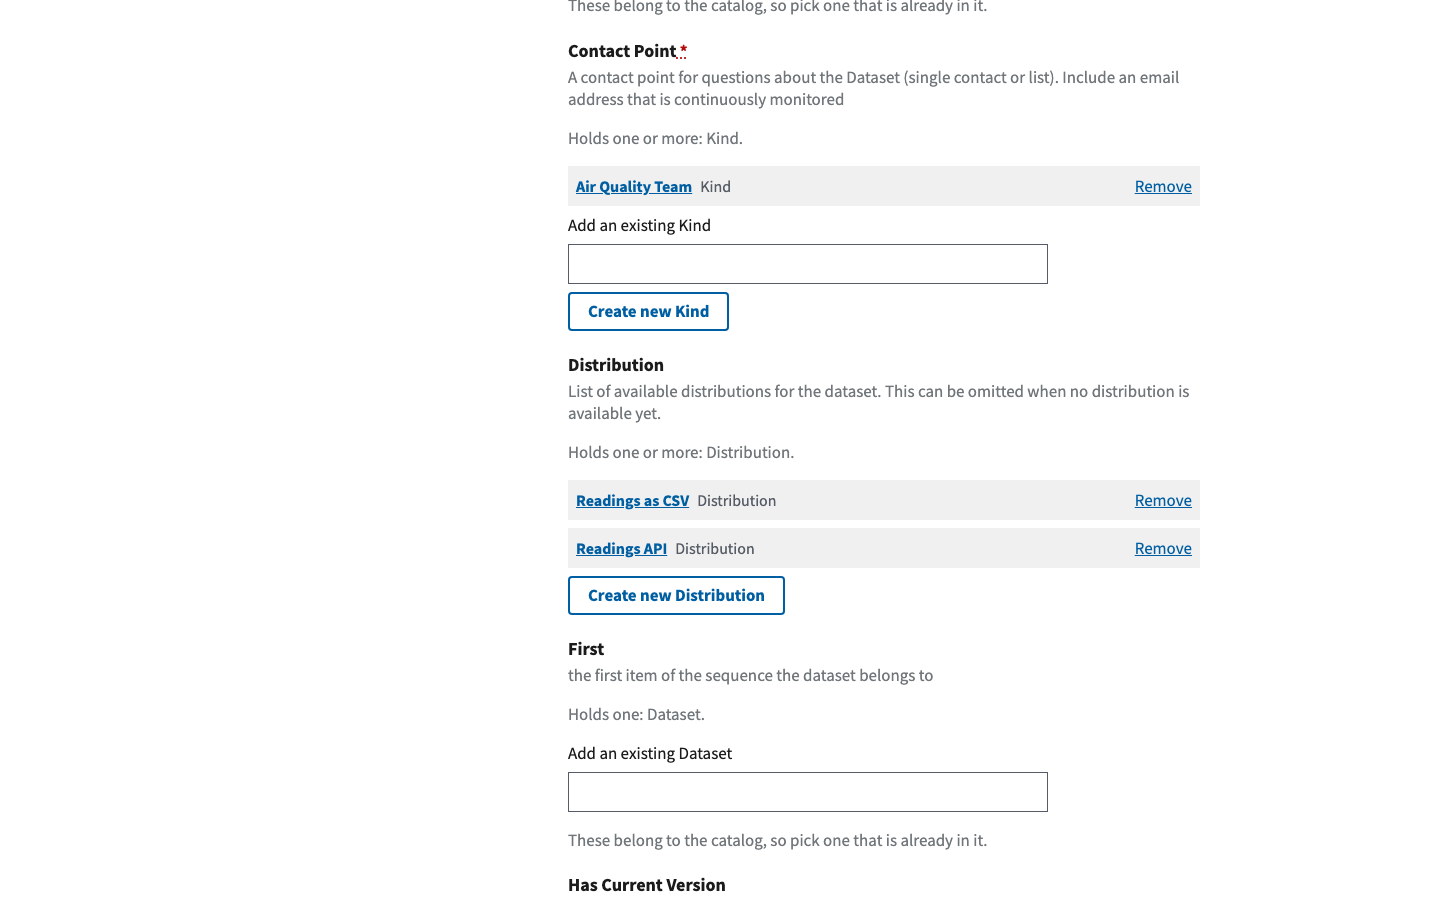 These belong to the catalog, so pick one that is already in it.
Contact Point *
A contact point for questions about the Dataset (single contact or list). Include an email
address that is continuously monitored
Holds one or more: Kind.
Air Quality Team Kind Remove
Add an existing Kind
Create new Kind
Distribution
List of available distributions for the dataset. This can be omitted when no distribution is
available yet.
Holds one or more: Distribution.
Readings as CSV Distribution Remove
Readings API Distribution Remove
Create new Distribution
First
the first item of the sequence the dataset belongs to
Holds one: Dataset.
Add an existing Dataset
These belong to the catalog, so pick one that is already in it.
Has Current Version